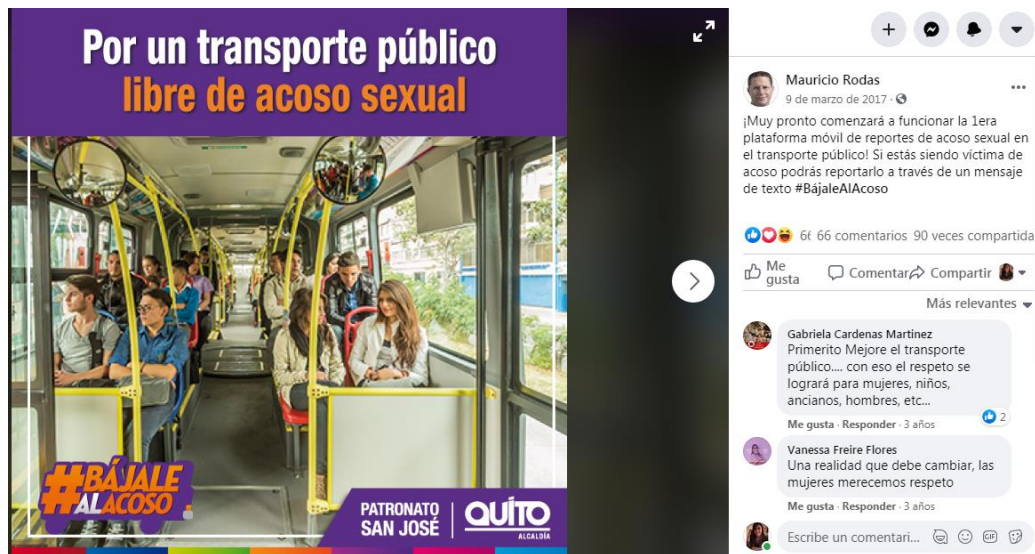 Por un transporte público
libre de acoso sexual
#BÁJALE
ALACOSO
PATRONATO
SAN JOSÉ
QUITO
ALCALDÍA
Mauricio Rodas
9 de marzo de 2017 ·
¡Muy pronto comenzará a funcionar la 1era
plataforma móvil de reportes de acoso sexual en
el transporte público! Si estás siendo víctima de
acoso podrás reportarlo a través de un mensaje
de texto #BájaleAlAcoso
66 66 comentarios 90 veces compartida
Me
gusta
Comentar
Compartir
Más relevantes
Gabriela Cardenas Martinez
Primerito Mejore el transporte
público.... con eso el respeto se
logrará para mujeres, niños,
ancianos, hombres, etc...
2
Me gusta · Responder · 3 años
Vanessa Freire Flores
Una realidad que debe cambiar, las
mujeres merecemos respeto
Me gusta · Responder · 3 años
Escribe un comentari...
GIF